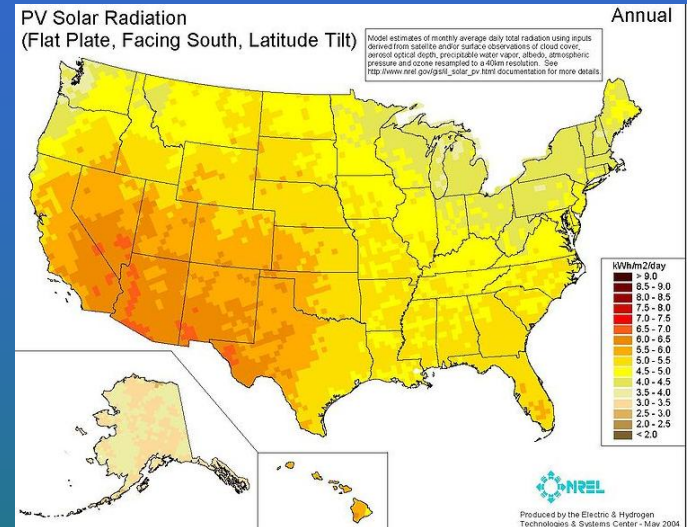 PV Solar Radiation
(Flat Plate, Facing South, Latitude Tilt)
Annual
Model estimates of monthly average daily total radiation using inputs
derived from satellite and/or surface observations of cloud cover,
aerosol optical depth, precipitable water vapor, albedo, atmospheric
pressure and ozone resampled to a 40km resolution. See
http://www.nrel.gov/gis/il_solar_pv.html documentation for more details.
kWh/m2/day
> 9.0
8.5 - 9.0
8.0 - 8.5
7.5 - 8.0
7.0 - 7.5
6.5 - 7.0
6.0 - 6.5
5.5 - 6.0
5.0 - 5.5
4.5 - 5.0
4.0 - 4.5
3.5 - 4.0
3.0 - 3.5
2.5 - 3.0
2.0 - 2.5
< 2.0
NREL
Produced by the Electric & Hydrogen
Technologies & Systems Center - May 2004